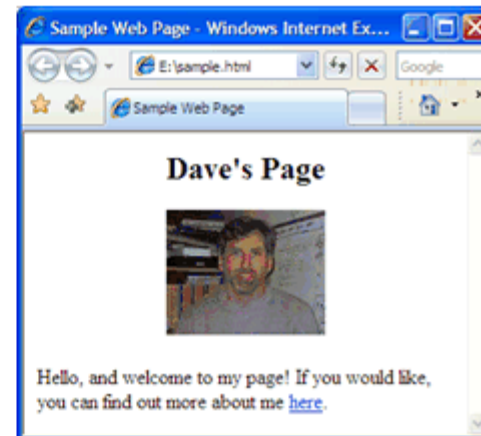 Sample Web Page - Windows Internet Ex...
E:\sample.html
Google
Sample Web Page
Dave's Page
Hello, and welcome to my page! If you would like,
you can find out more about me here.